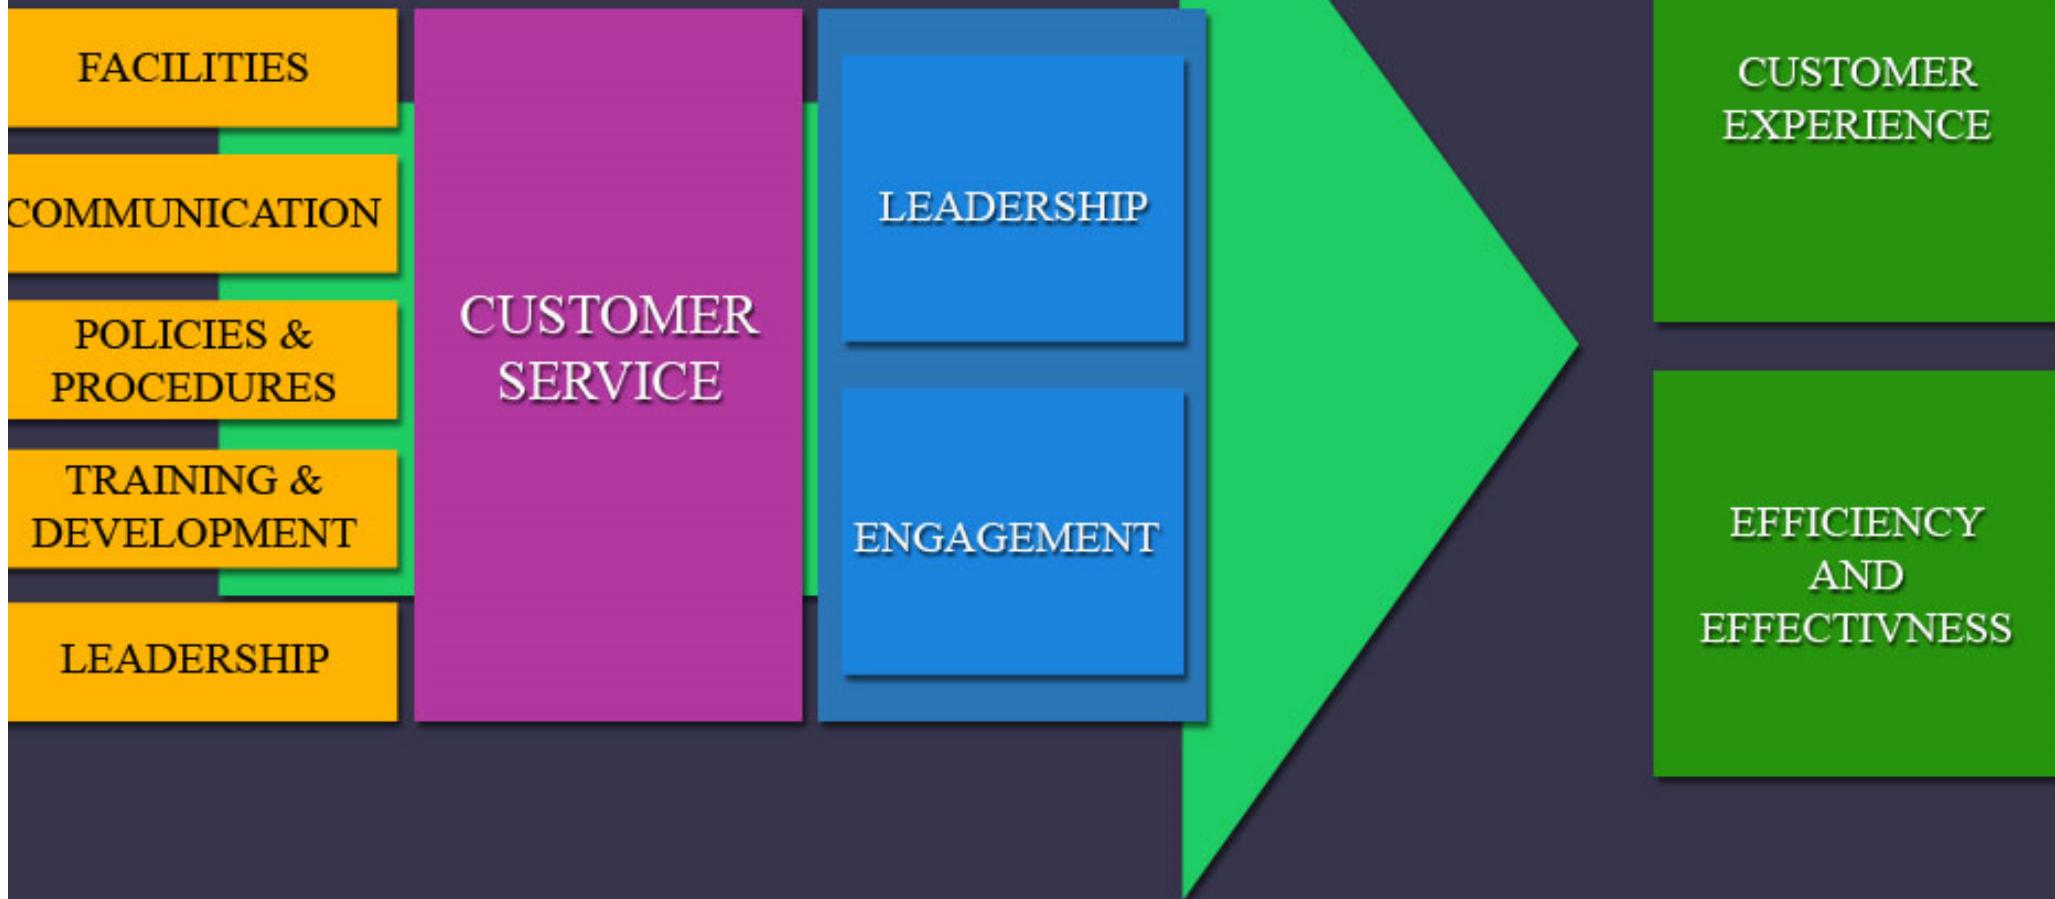 FACILITIES
COMMUNICATION
POLICIES &
PROCEDURES
TRAINING &
DEVELOPMENT
LEADERSHIP
CUSTOMER
SERVICE
LEADERSHIP
ENGAGEMENT
CUSTOMER
EXPERIENCE
EFFICIENCY
AND
EFFECTIVNESS